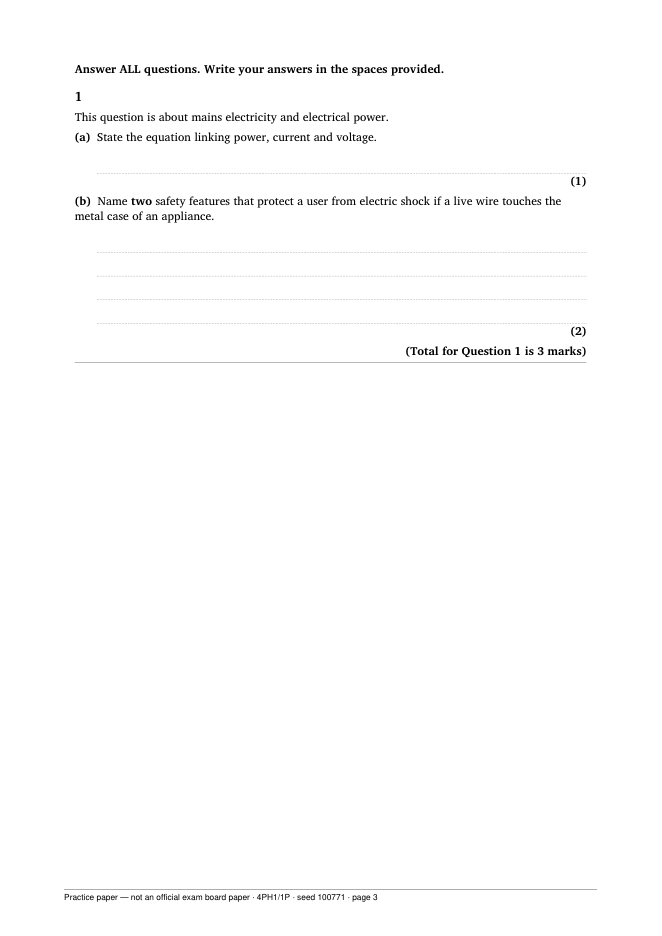 Answer ALL questions. Write your answers in the spaces provided.
1
This question is about mains electricity and electrical power.
(a) State the equation linking power, current and voltage.
(1)
(b) Name two safety features that protect a user from electric shock if a live wire touches the
metal case of an appliance.
(2)
(Total for Question 1 is 3 marks)
Practice paper — not an official exam board paper · 4PH1/1P · seed 100771 · page 3